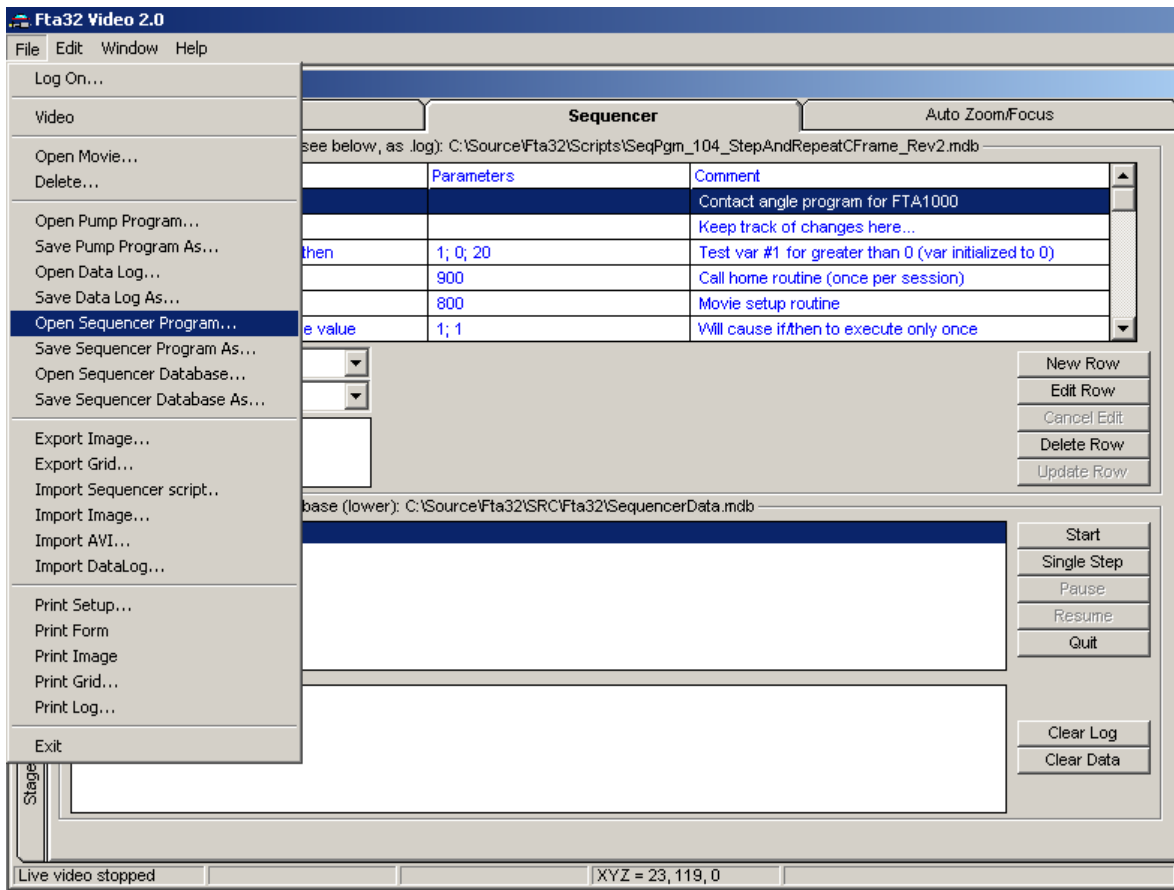 Fta32 Video 2.0
File Edit Window Help
Log On...
Video
Open Movie...
Delete...
Open Pump Program...
Save Pump Program As...
Open Data Log...
Save Data Log As...
Open Sequencer Program...
Save Sequencer Program As...
Open Sequencer Database...
Save Sequencer Database As...
Export Image...
Export Grid...
Import Sequencer script..
Import Image...
Import AVI...
Import DataLog...
Print Setup...
Print Form
Print Image
Print Grid...
Print Log...
Exit
Sequencer Auto Zoom/Focus
see below, as .log): C:\Source\Fta32\Scripts\SeqPgm_104_StepAndRepeatCFrame_Rev2.mdb
Parameters Comment
Contact angle program for FTA1000
Keep track of changes here...
then 1; 0; 20 Test var #1 for greater than 0 (var initialized to 0)
900 Call home routine (once per session)
800 Movie setup routine
e value 1; 1 Will cause if/then to execute only once
New Row
Edit Row
Cancel Edit
Delete Row
Update Row
base (lower): C:\Source\Fta32\SRC\Fta32\SequencerData.mdb
Start
Single Step
Pause
Resume
Quit
Clear Log
Clear Data
Stage
Live video stopped XYZ = 23, 119, 0